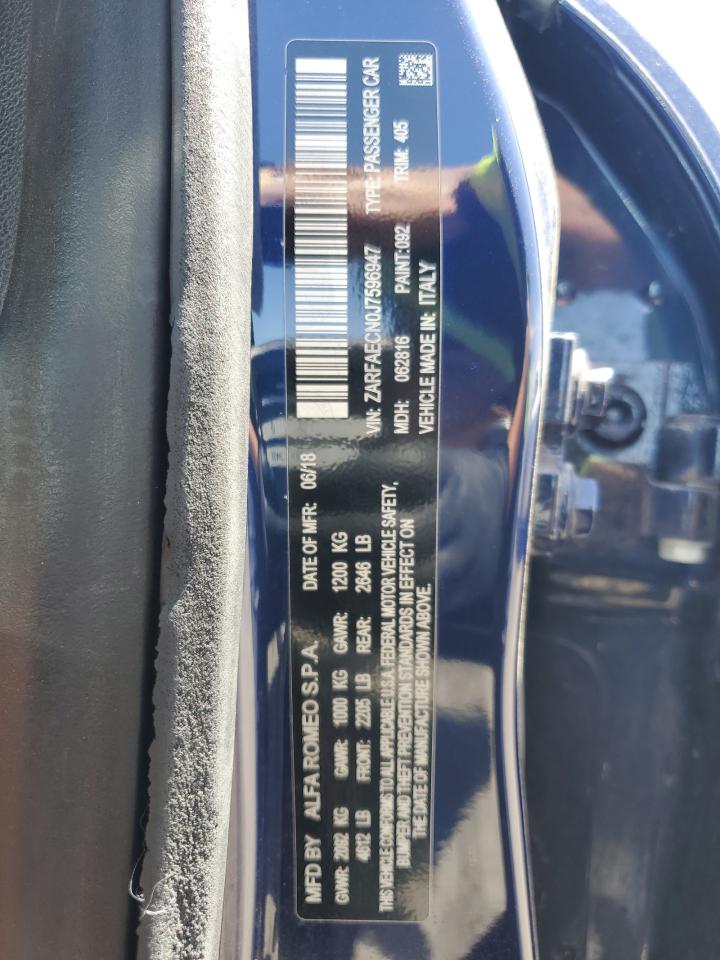 MFD BY ALFA ROMEO S.P.A. DATE OF MFR: 06/18
GVWR: 2092 KG GAWR: 1000 KG GAWR: 1200 KG
4612 LB FRONT: 2205 LB REAR: 2646 LB
THIS VEHICLE CONFORMS TO ALL APPLICABLE U.S.A. FEDERAL MOTOR VEHICLE SAFETY,
BUMPER AND THEFT PREVENTION STANDARDS IN EFFECT ON
THE DATE OF MANUFACTURE SHOWN ABOVE.
VIN: ZARFAECN0J7596947 TYPE: PASSENGER CAR
MDH: 062816 PAINT: 092 TRIM: 405
VEHICLE MADE IN: ITALY